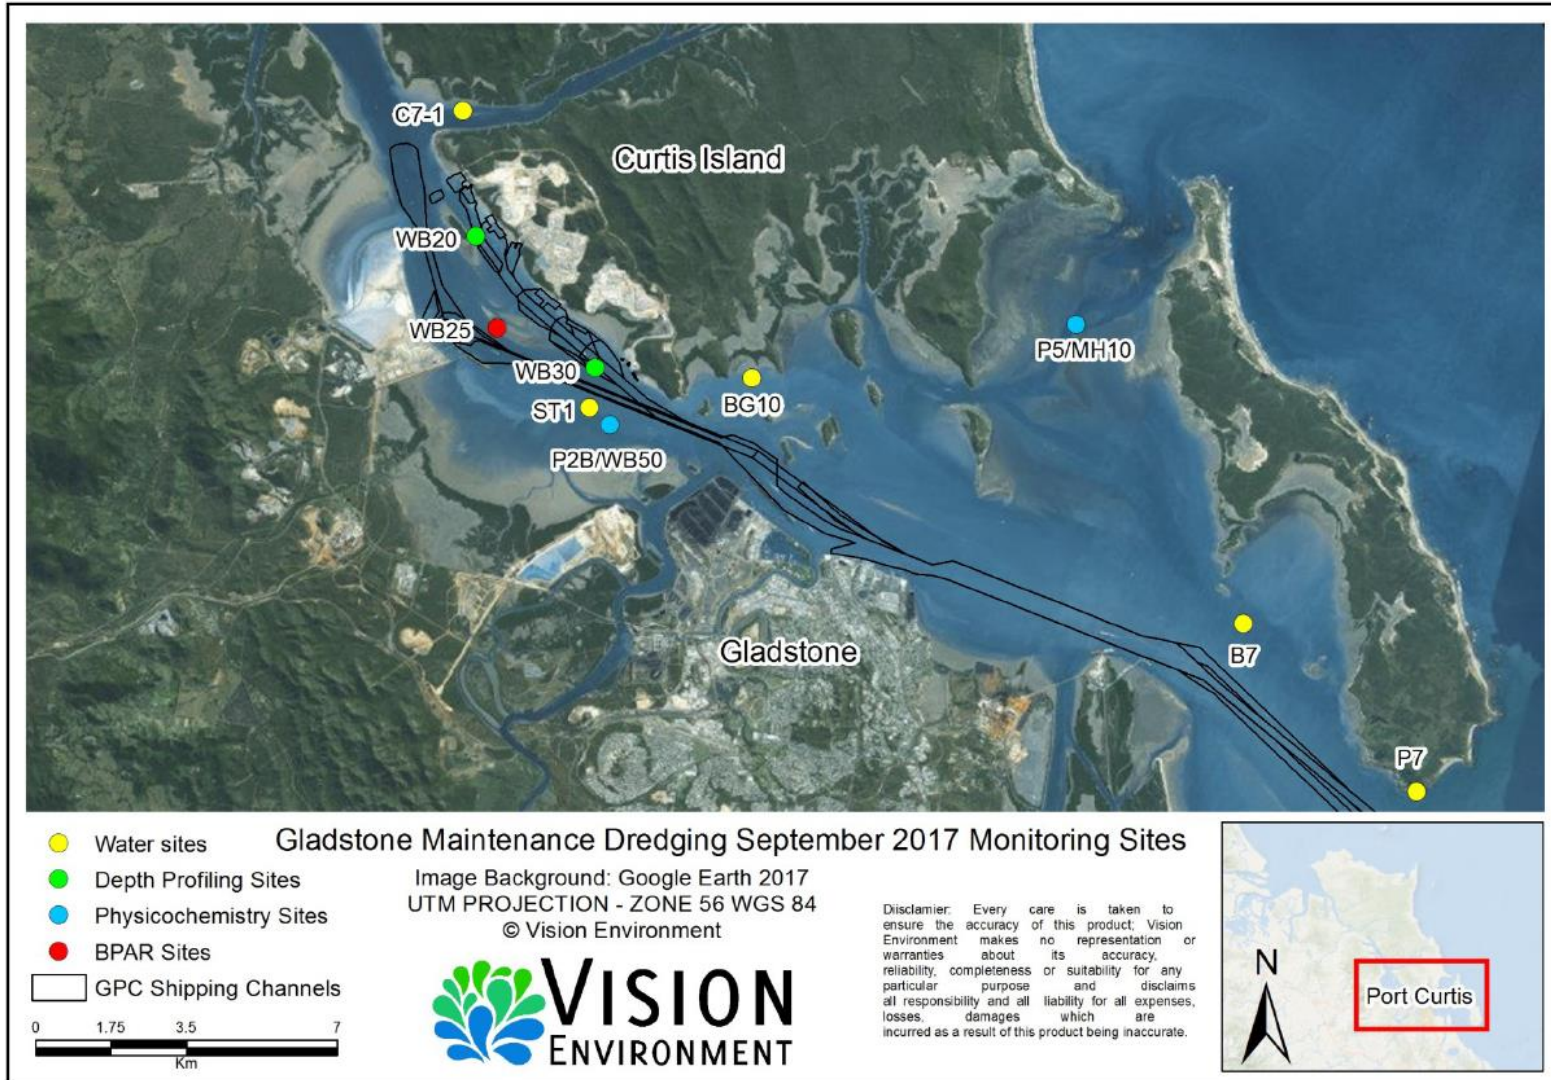 C7-1
Curtis Island
WB20
WB25
P5/MH10
WB30
BG10
ST1
P2B/WB50
Gladstone
B7
P7
Water sites
Depth Profiling Sites
Physicochemistry Sites
BPAR Sites
GPC Shipping Channels
0 1.75 3.5 7
Km
Gladstone Maintenance Dredging September 2017 Monitoring Sites
Image Background: Google Earth 2017
UTM PROJECTION - ZONE 56 WGS 84
© Vision Environment
VISION
ENVIRONMENT
Disclamier: Every care is taken to
ensure the accuracy of this product; Vision
Environment makes no representation or
warranties about its accuracy,
reliability, completeness or suitability for any
particular purpose and disclaims
all responsibility and all liability for all expenses,
losses, damages which are
incurred as a result of this product being inaccurate.
N
Port Curtis